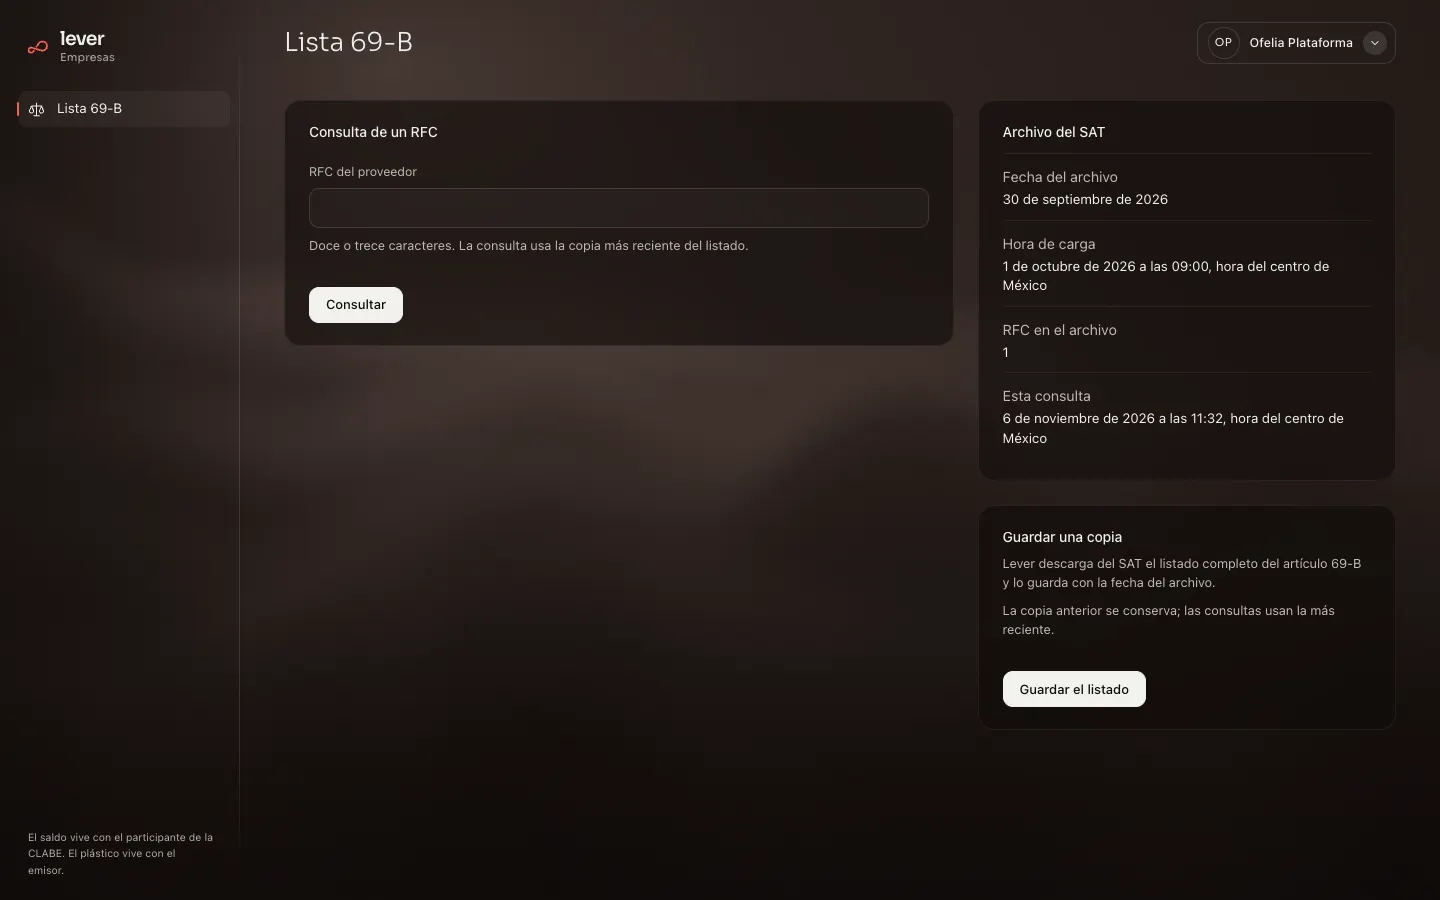 lever
Empresas
Lista 69-B
Lista 69-B
OP
Ofelia Plataforma
Consulta de un RFC
RFC del proveedor
Doce o trece caracteres. La consulta usa la copia más reciente del listado.
Consultar
Archivo del SAT
Fecha del archivo
30 de septiembre de 2026
Hora de carga
1 de octubre de 2026 a las 09:00, hora del centro de
México
RFC en el archivo
1
Esta consulta
6 de noviembre de 2026 a las 11:32, hora del centro de
México
Guardar una copia
Lever descarga del SAT el listado completo del artículo 69-B
y lo guarda con la fecha del archivo.
La copia anterior se conserva; las consultas usan la más
reciente.
Guardar el listado
El saldo vive con el participante de la
CLABE. El plástico vive con el
emisor.